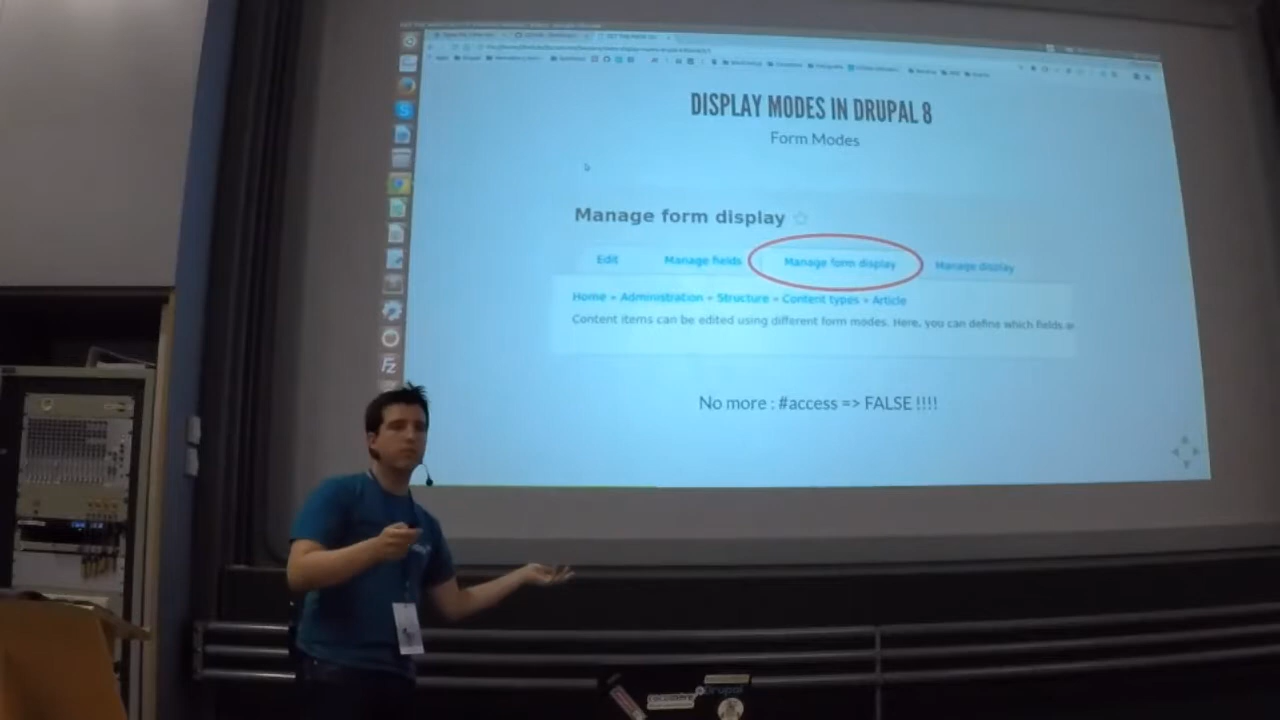 DISPLAY MODES IN DRUPAL 8
Form Modes
Manage form display
Edit Manage fields Manage form display Manage display
Home » Administration » Structure » Content types » Article
Content items can be edited using different form modes. Here, you can define which fields
No more : #access => FALSE !!!!
Fz
Drupal